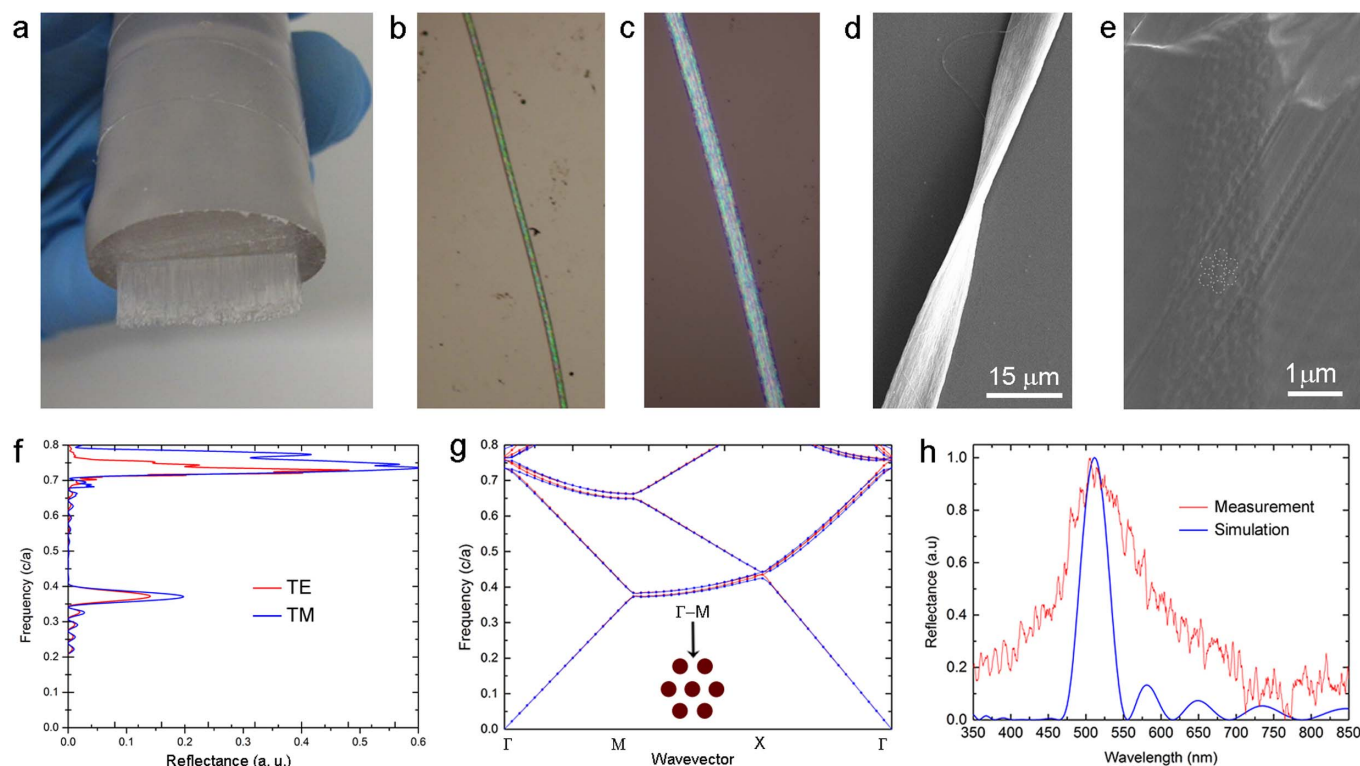 a
b
c
d
e
15 μm
1μm
f
0.8
0.7
0.6
0.5
0.4
0.3
0.2
0.1
0.0
Frequency (c/a)
TE
TM
0.0 0.1 0.2 0.3 0.4 0.5 0.6
Reflectance (a. u.)
g
0.8
0.7
0.6
0.5
0.4
0.3
0.2
0.1
0.0
Frequency (c/a)
Γ–M
Γ M X Γ
Wavevector
h
1.0
0.8
0.6
0.4
0.2
0.0
Reflectance (a.u)
Measurement
Simulation
350 400 450 500 550 600 650 700 750 800 850
Wavelength (nm)